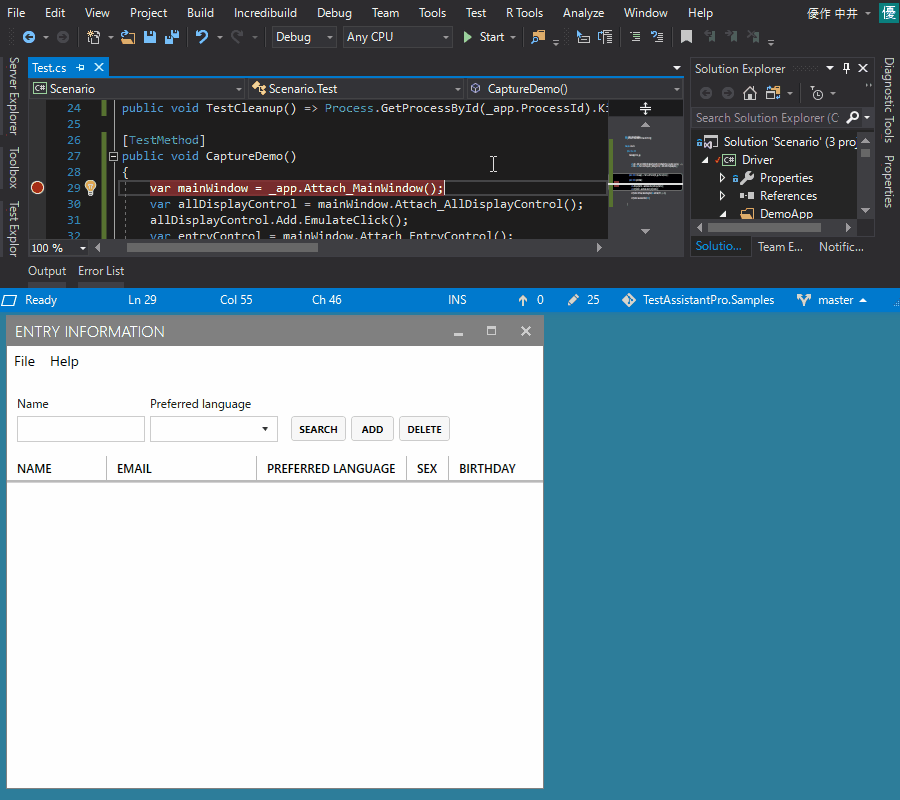 File Edit View Project Build Incredibuild Debug Team Tools Test R Tools Analyze Window Help 優作 中井 優
Debug Any CPU Start
Server Explorer
Toolbox
Test Explor
Test.cs
Scenario Scenario.Test CaptureDemo()
24 public void TestCleanup() => Process.GetProcessById(_app.ProcessId).Ki
25
26 [TestMethod]
27 public void CaptureDemo()
28 {
29 var mainWindow = _app.Attach_MainWindow();
30 var allDisplayControl = mainWindow.Attach_AllDisplayControl();
31 allDisplayControl.Add.EmulateClick();
32 var entryControl = mainWindow.Attach_EntryControl();
100 %
Solution Explorer
Search Solution Explorer (C
Solution 'Scenario' (3 proj
Driver
Properties
References
DemoApp
Solutio... Team E... Notific...
Diagnostic Tools
Properties
Output Error List
Ready Ln 29 Col 55 Ch 46 INS 0 25 TestAssistantPro.Samples master
ENTRY INFORMATION
File Help
Name Preferred language
SEARCH ADD DELETE
NAME EMAIL PREFERRED LANGUAGE SEX BIRTHDAY